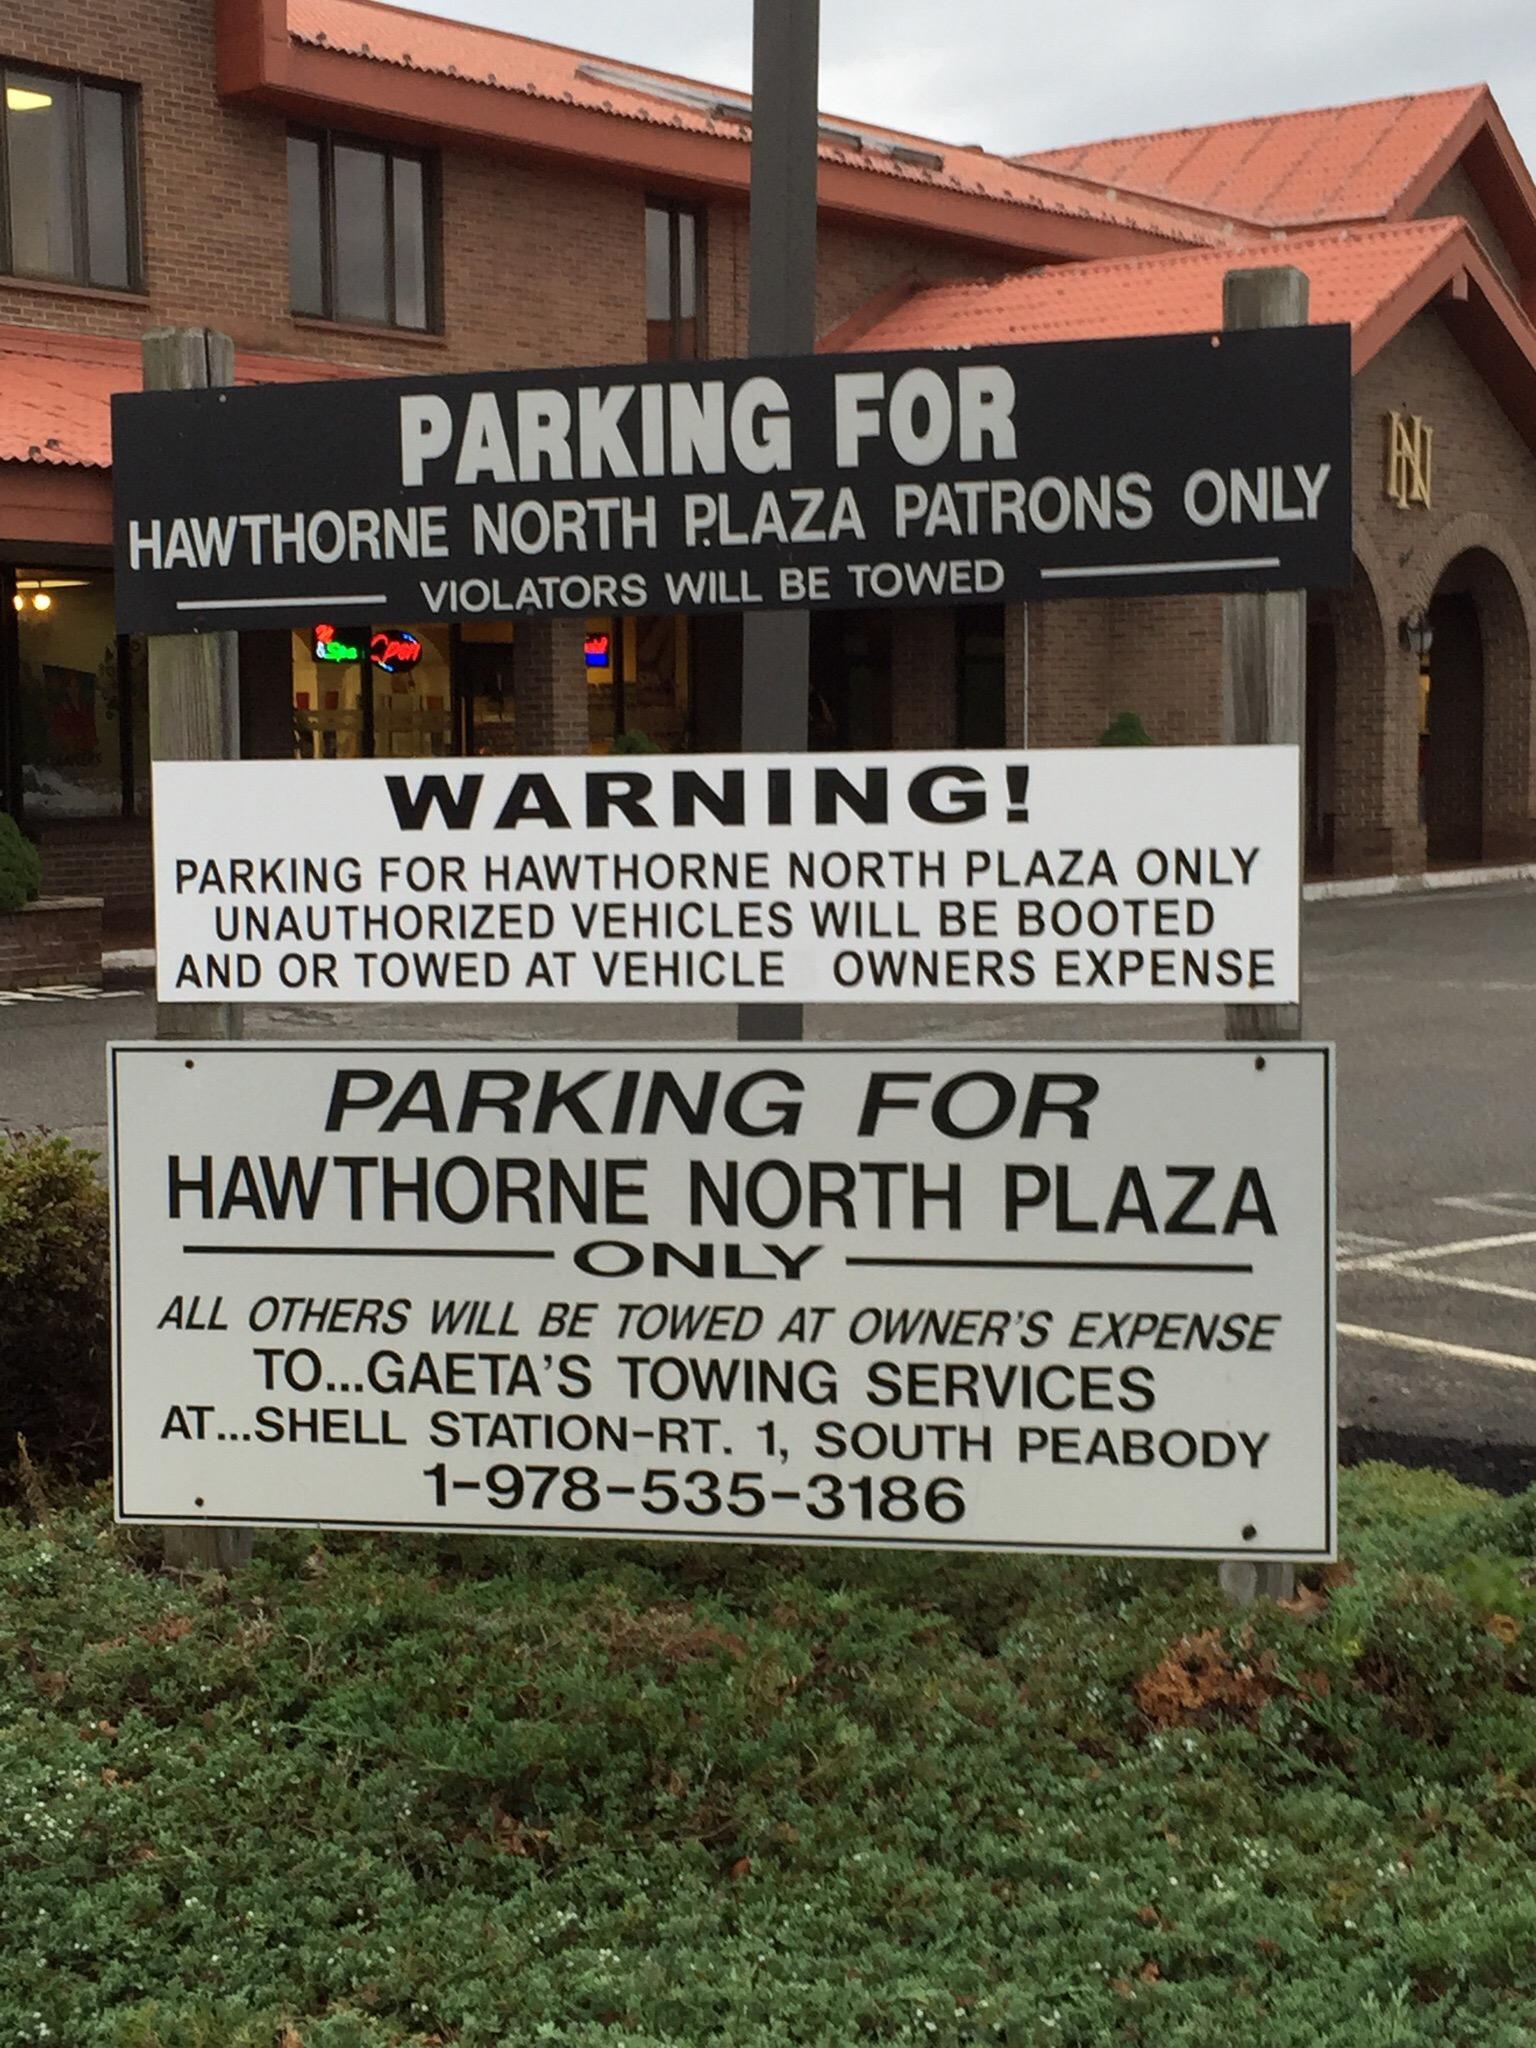 PARKING FOR
HAWTHORNE NORTH PLAZA PATRONS ONLY
VIOLATORS WILL BE TOWED
& Spa
Open
WARNING!
PARKING FOR HAWTHORNE NORTH PLAZA ONLY
UNAUTHORIZED VEHICLES WILL BE BOOTED
AND OR TOWED AT VEHICLE OWNERS EXPENSE
PARKING FOR
HAWTHORNE NORTH PLAZA
ONLY
ALL OTHERS WILL BE TOWED AT OWNER'S EXPENSE
TO...GAETA'S TOWING SERVICES
AT...SHELL STATION-RT. 1, SOUTH PEABODY
1-978-535-3186